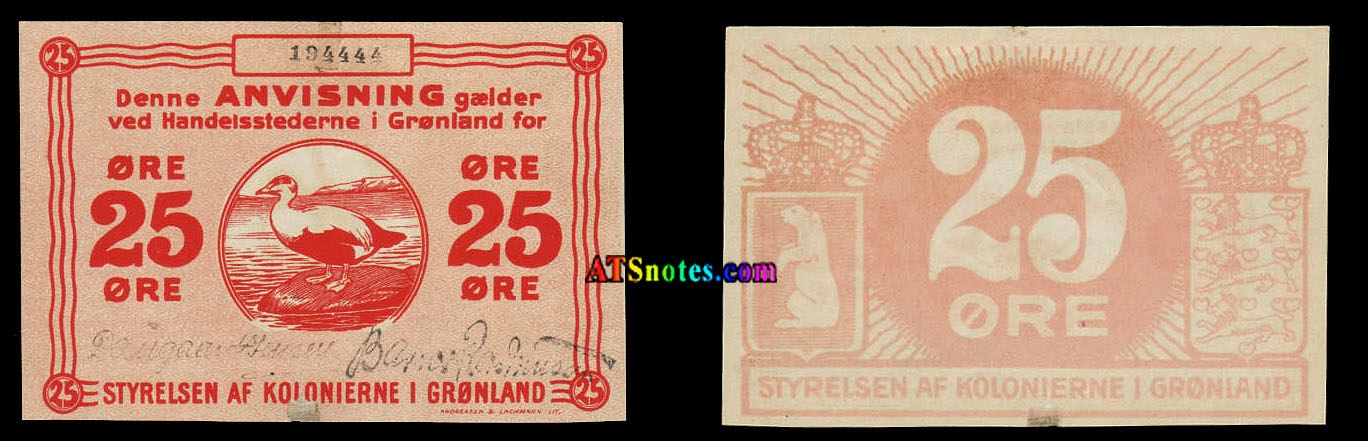 25
194444
25
Denne ANVISNING gælder
ved Handelsstederne i Grønland for
ØRE
25
ØRE
ØRE
25
ØRE
25
STYRELSEN AF KOLONIERNE I GRØNLAND
25
ANDREASEN & LACHMANN LIT.
ATSnotes.com
25
ØRE
STYRELSEN AF KOLONIERNE I GRØNLAND